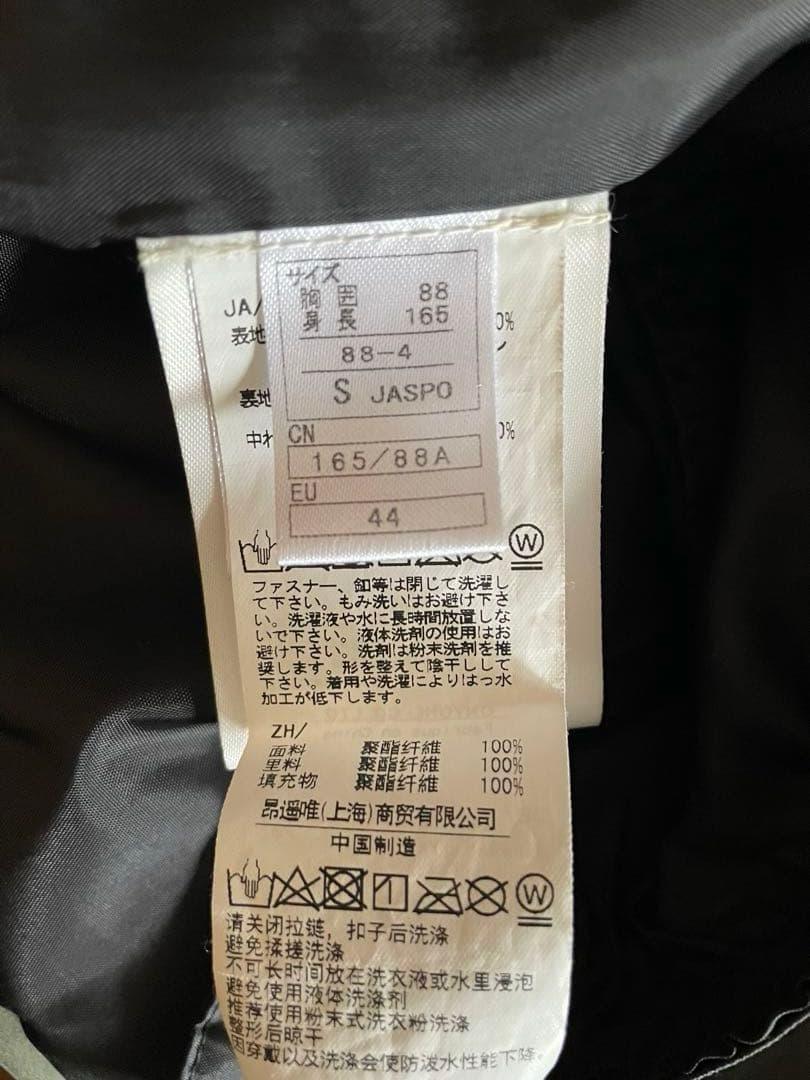 サイズ
胸囲 88
身長 165
88-4
S JASPO
CN
165/88A
EU
44
JA/
表地 0%
裏地
中わ 0%
W
ファスナー、釦等は閉じて洗濯し
て下さい。もみ洗いはお避け下さ
い。洗濯液や水に長時間放置しな
いで下さい。液体洗剤の使用はお
避け下さい。洗剤は粉末洗剤を推
奨します。形を整えて陰干しして
下さい。着用や洗濯によりはっ水
加工が低下します。
ZH/
面料 聚酯纤维 100%
里料 聚酯纤维 100%
填充物 聚酯纤维 100%
昂遥唯(上海)商贸有限公司
中国制造
W
请关闭拉链，扣子后洗涤
避免揉搓洗涤
不可长时间放在洗衣液或水里浸泡
避免使用液体洗涤剂
推荐使用粉末式洗衣粉洗涤
整形后晾干
因穿戴以及洗涤会使防泼水性能下降。